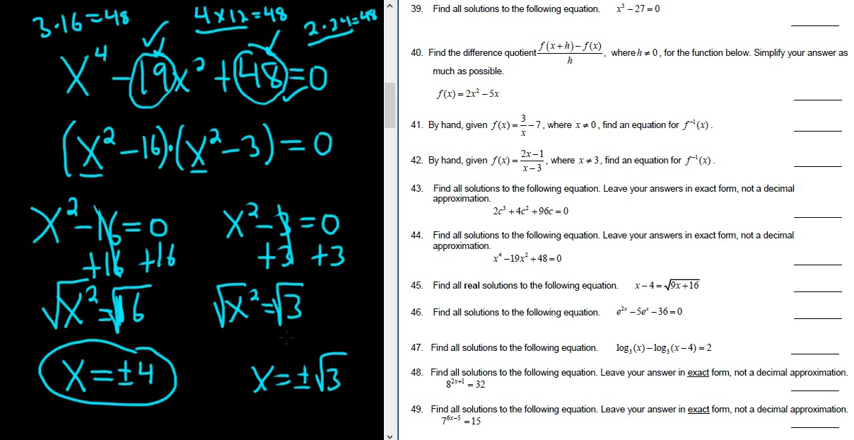 3·16=48   4×12=48   2·24=48
x⁴ − 19x² + 48 = 0
(x² − 16)·(x² − 3) = 0
x² − 16 = 0   x² − 3 = 0
+16 +16   +3 +3
√x² = √16   √x² = √3
x = ±4   x = ±√3
39. Find all solutions to the following equation. x³ − 27 = 0
40. Find the difference quotient (f(x+h) − f(x))/h, where h ≠ 0, for the function below. Simplify your answer as
much as possible.
f(x) = 2x² − 5x
41. By hand, given f(x) = 3/x − 7, where x ≠ 0, find an equation for f⁻¹(x).
42. By hand, given f(x) = (2x−1)/(x−3), where x ≠ 3, find an equation for f⁻¹(x).
43. Find all solutions to the following equation. Leave your answers in exact form, not a decimal
approximation.
2c³ + 4c² + 96c = 0
44. Find all solutions to the following equation. Leave your answers in exact form, not a decimal
approximation.
x⁴ − 19x² + 48 = 0
45. Find all real solutions to the following equation. x − 4 = √(9x + 16)
46. Find all solutions to the following equation. e²ˣ − 5eˣ − 36 = 0
47. Find all solutions to the following equation. log₃(x) − log₃(x − 4) = 2
48. Find all solutions to the following equation. Leave your answer in exact form, not a decimal approximation.
8²ˣ⁺¹ = 32
49. Find all solutions to the following equation. Leave your answer in exact form, not a decimal approximation.
7⁶ˣ⁻⁵ = 15